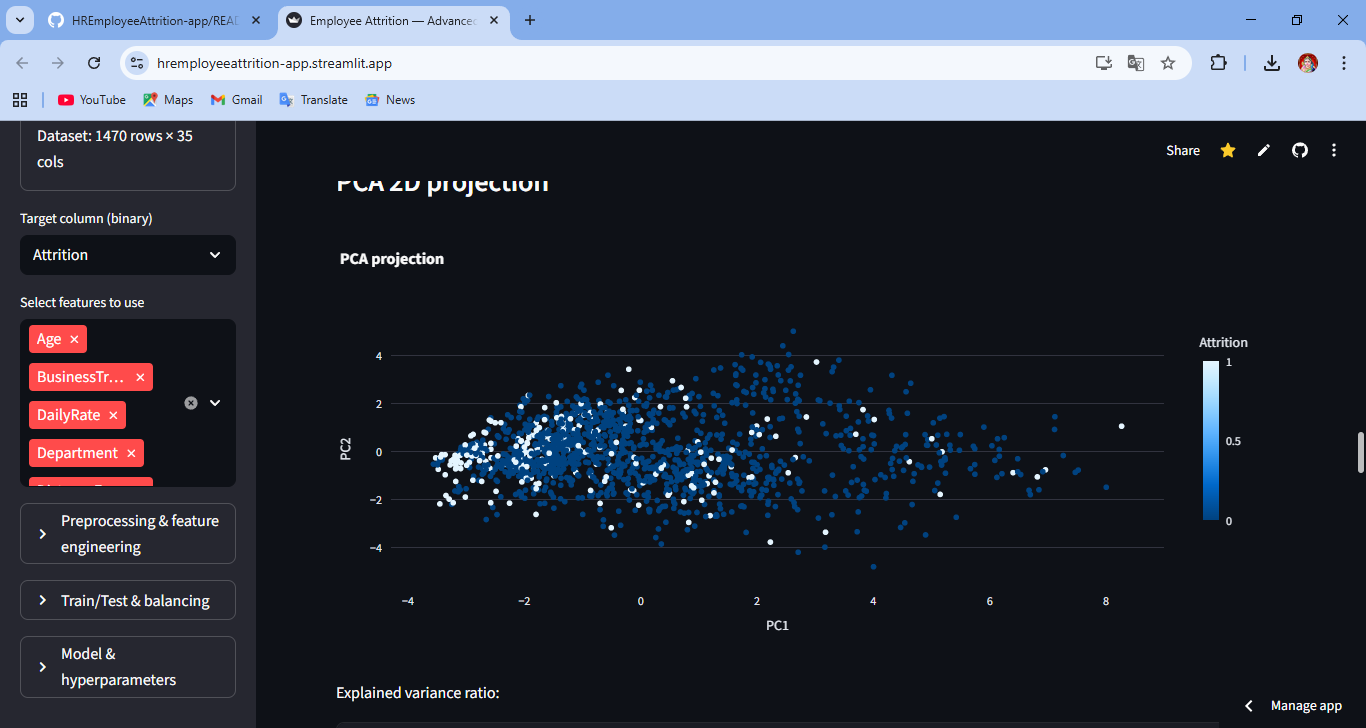 HREmployeeAttrition-app/READ
Employee Attrition — Advanced
hremployeeattrition-app.streamlit.app
YouTube
Maps
Gmail
Translate
News
Dataset: 1470 rows × 35
cols
Target column (binary)
Attrition
Select features to use
Age
BusinessTr...
DailyRate
Department
Preprocessing & feature
engineering
Train/Test & balancing
Model &
hyperparameters
Share
PCA 2D projection
PCA projection
Attrition
1
0.5
0
4
2
0
−2
−4
PC2
−4
−2
0
2
4
6
8
PC1
Explained variance ratio:
Manage app